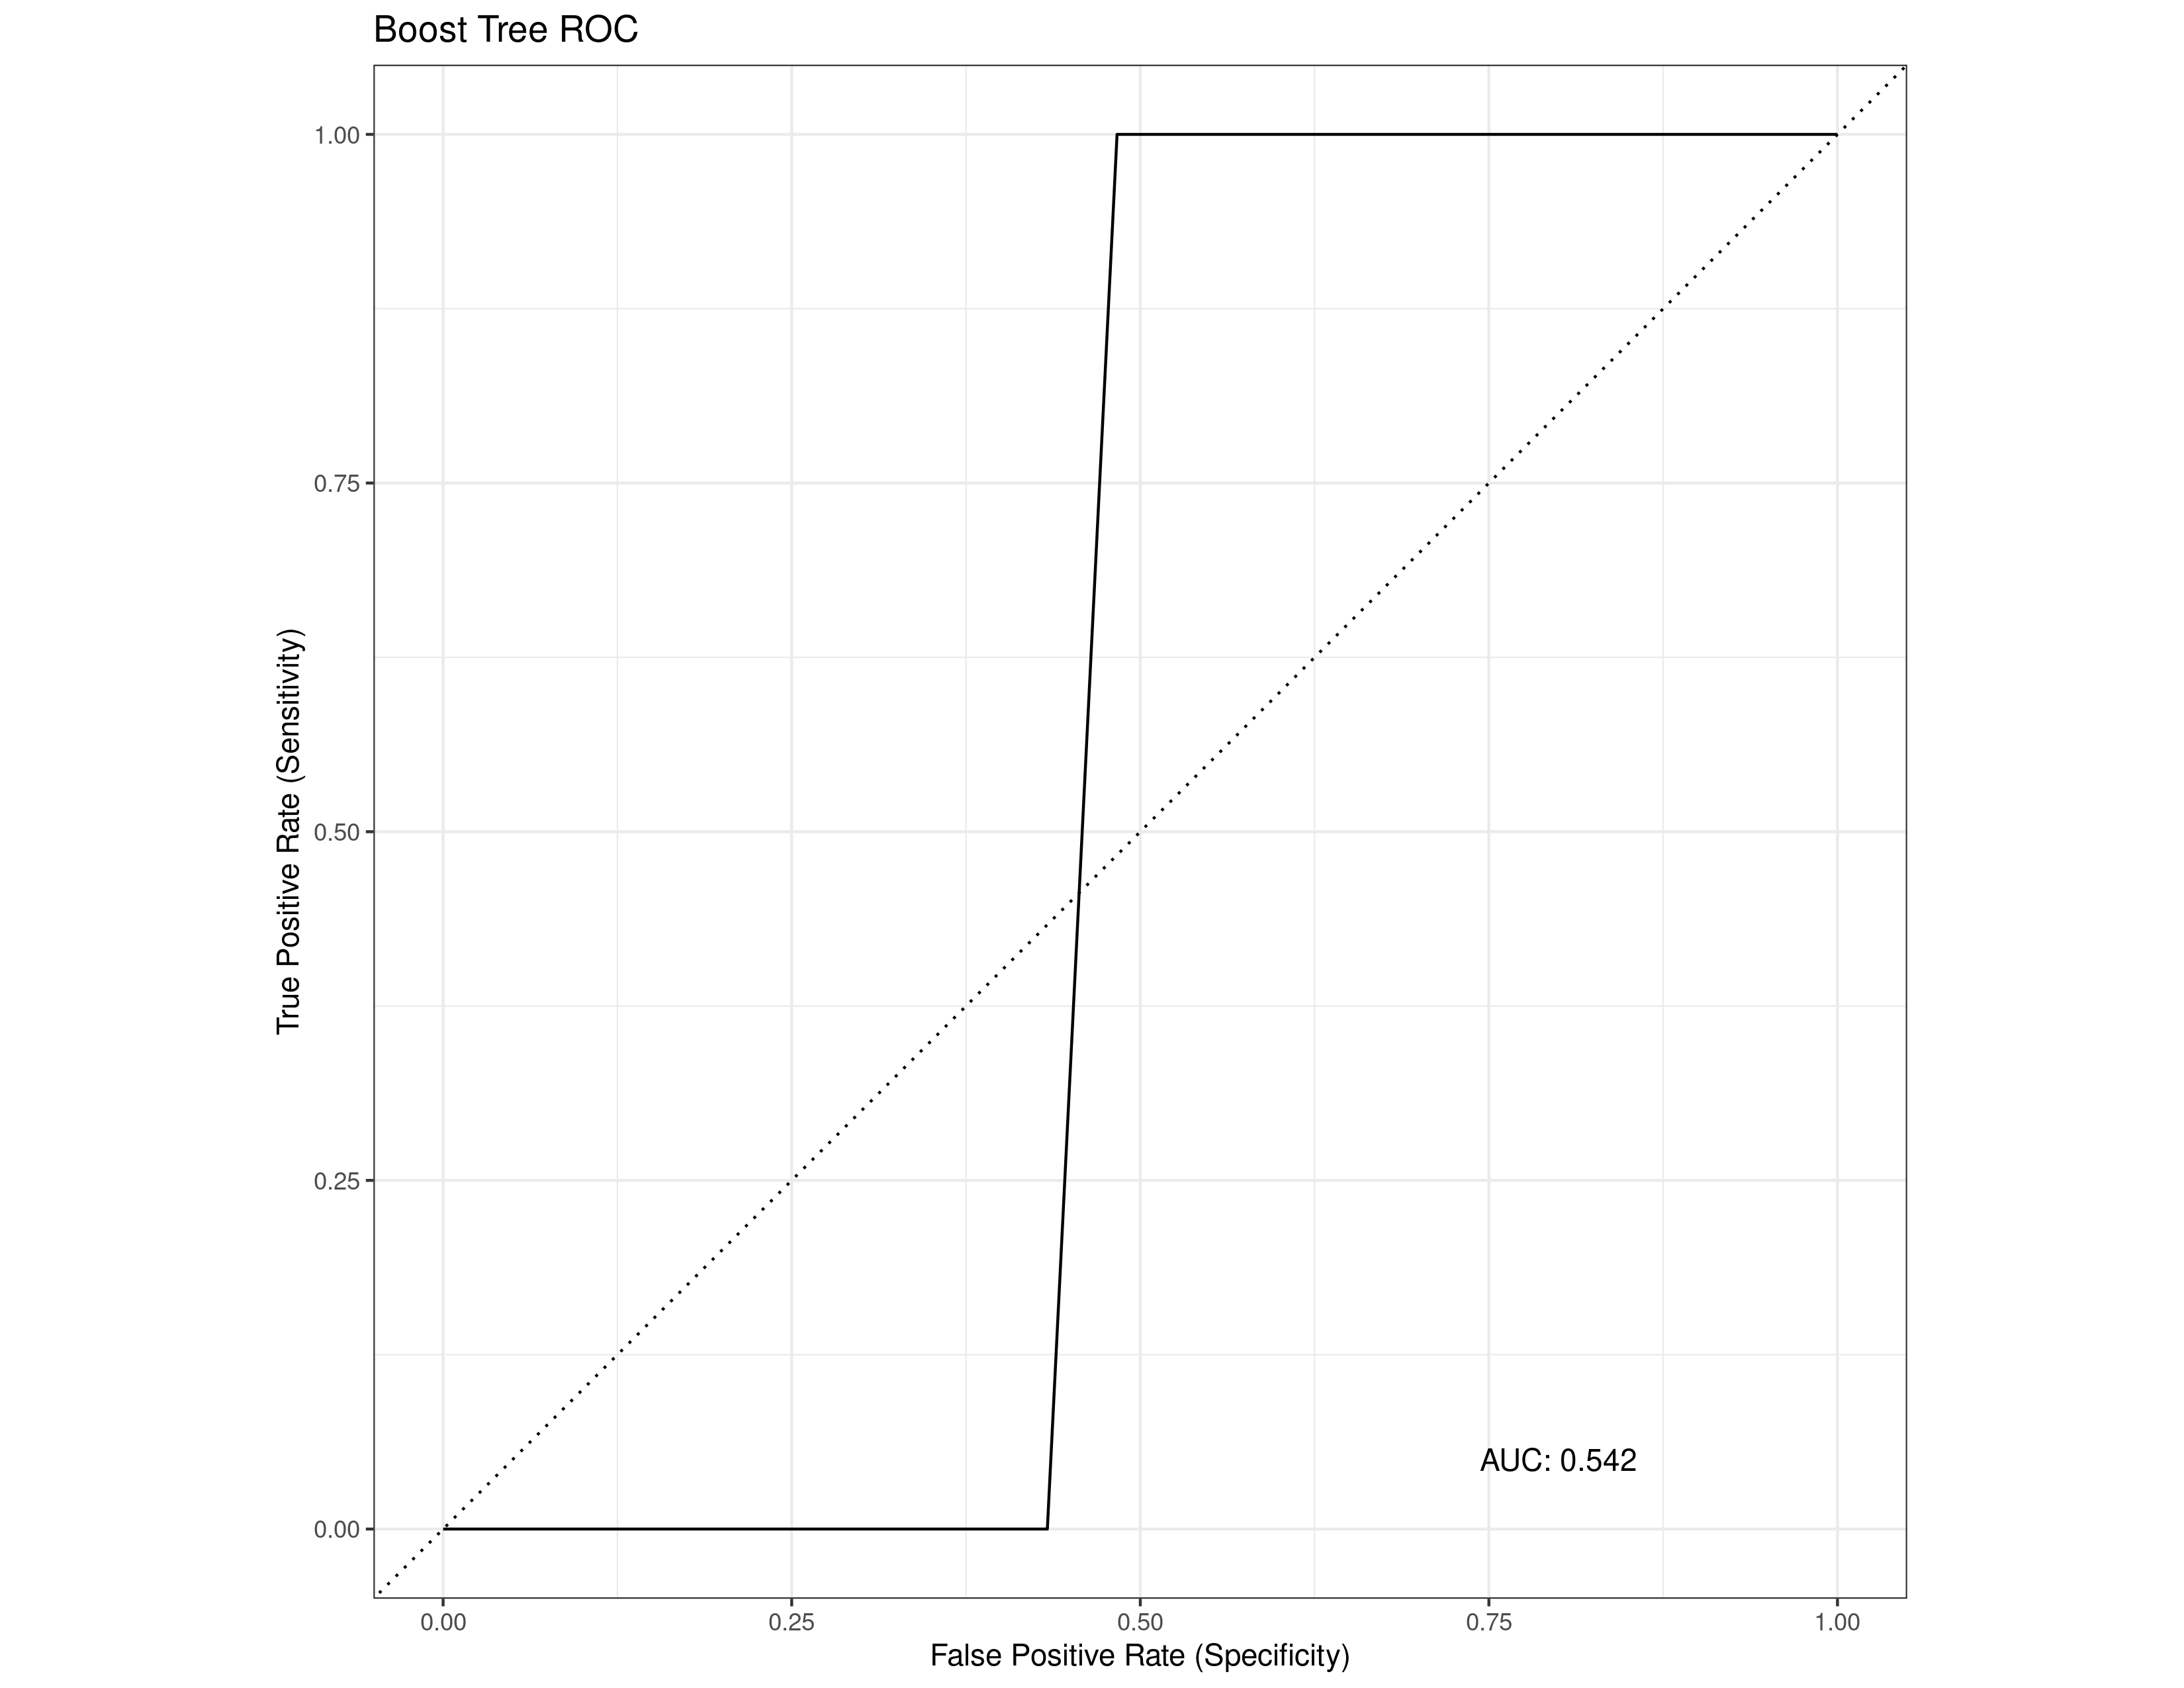 Boost Tree ROC
1.00
0.75
0.50
0.25
0.00
True Positive Rate (Sensitivity)
AUC: 0.542
0.00 0.25 0.50 0.75 1.00
False Positive Rate (Specificity)